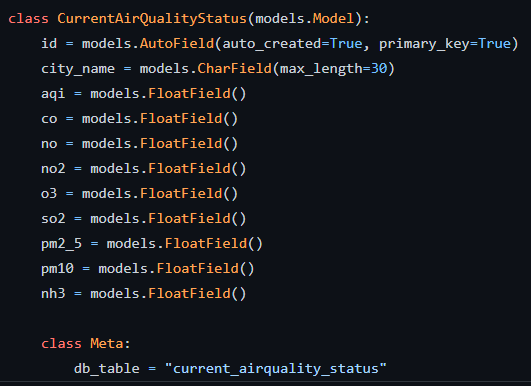 class CurrentAirQualityStatus(models.Model):
    id = models.AutoField(auto_created=True, primary_key=True)
    city_name = models.CharField(max_length=30)
    aqi = models.FloatField()
    co = models.FloatField()
    no = models.FloatField()
    no2 = models.FloatField()
    o3 = models.FloatField()
    so2 = models.FloatField()
    pm2_5 = models.FloatField()
    pm10 = models.FloatField()
    nh3 = models.FloatField()

    class Meta:
        db_table = "current_airquality_status"